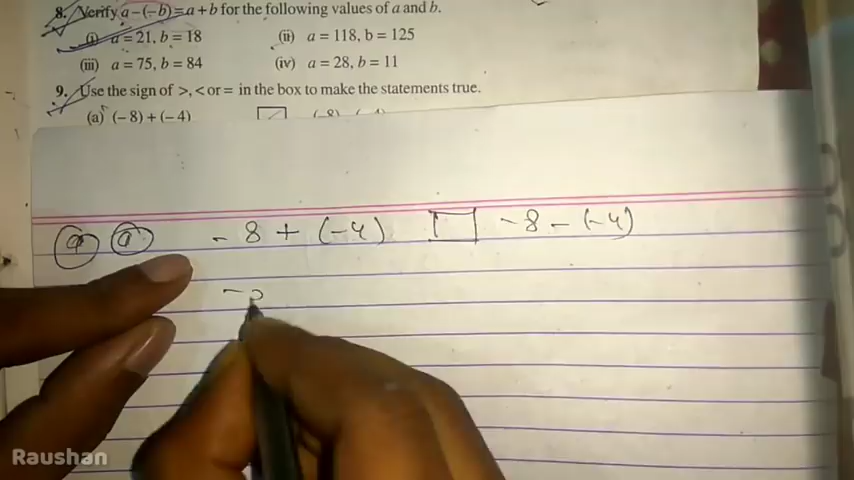 8. Verify a – (– b) = a + b for the following values of a and b.
(i) a = 21, b = 18 (ii) a = 118, b = 125
(iii) a = 75, b = 84 (iv) a = 28, b = 11
9. Use the sign of >, < or = in the box to make the statements true.
(a) (– 8) + (– 4) □ (–8) (–4)
9 a - 8 + (-4) □ -8 - (-4)
-
Raushan